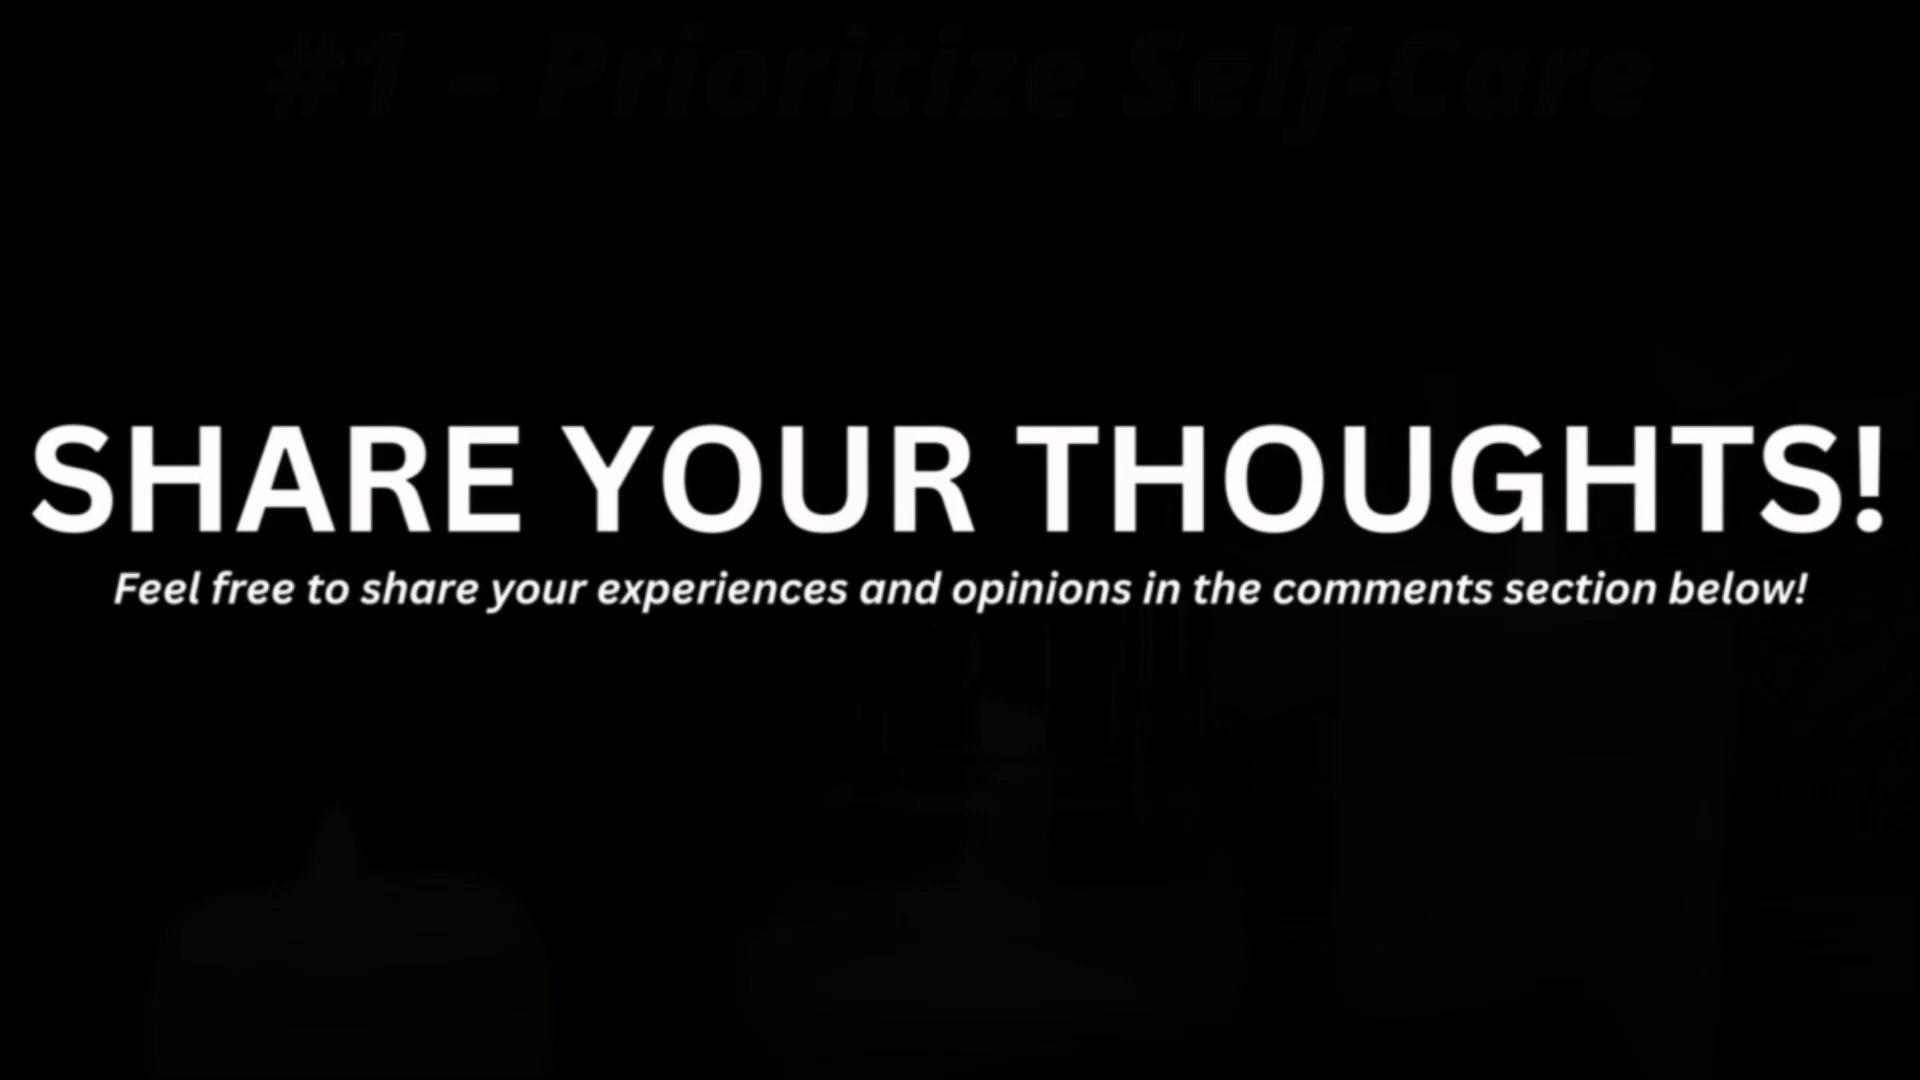 #1 – Prioritize Self-Care
SHARE YOUR THOUGHTS!
Feel free to share your experiences and opinions in the comments section below!